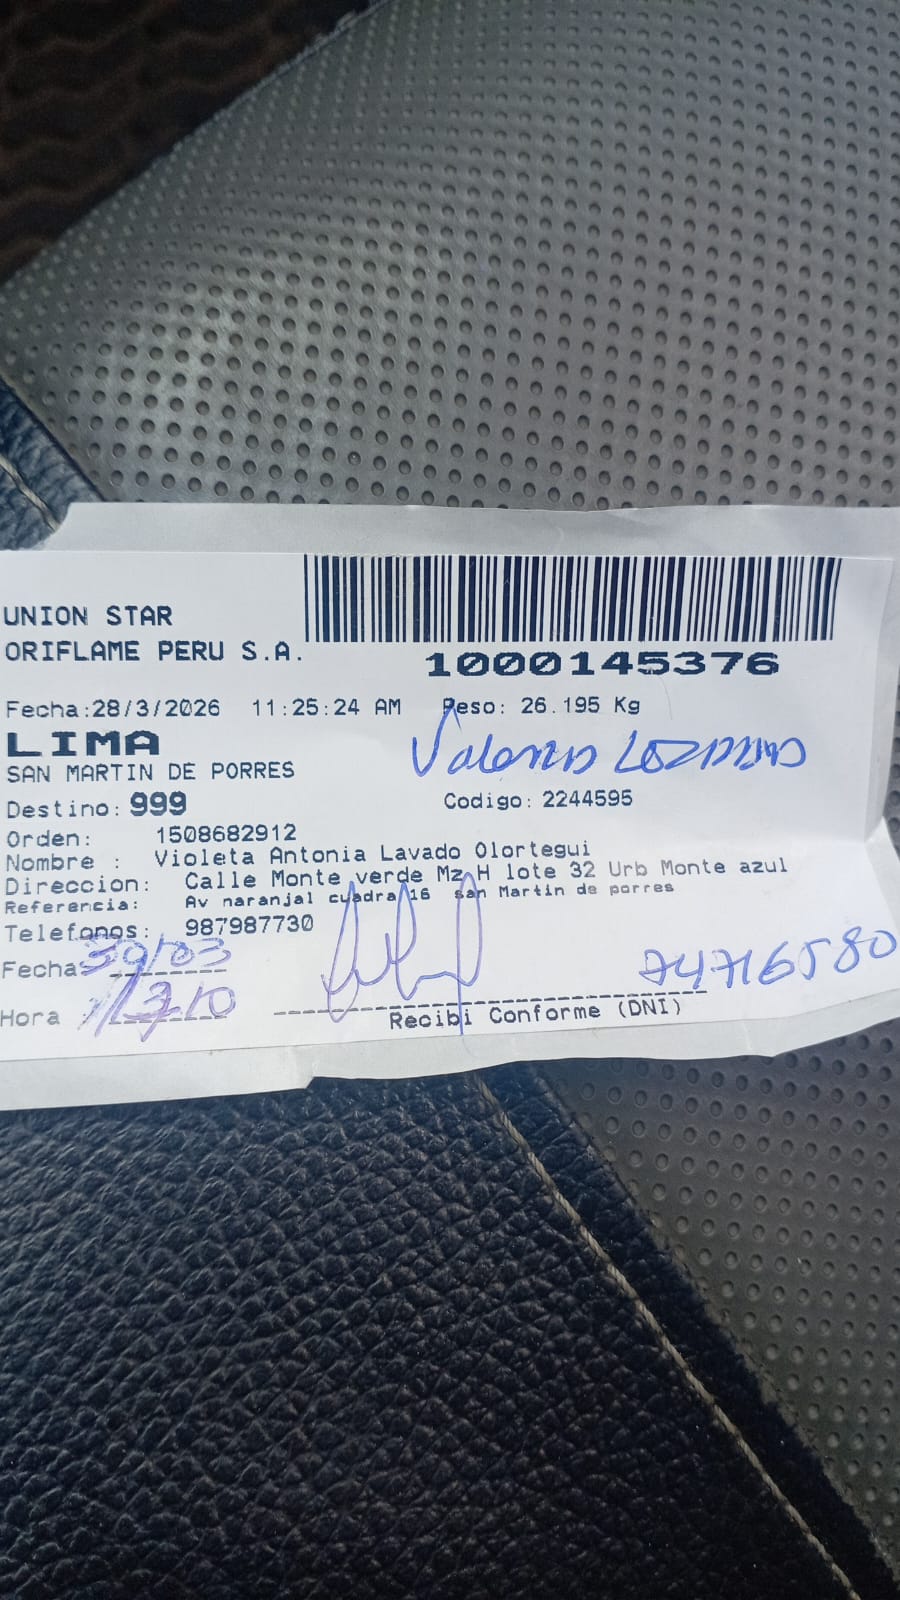 UNION STAR
ORIFLAME PERU S.A.
1000145376
Fecha:28/3/2026 11:25:24 AM Peso: 26.195 Kg
LIMA
SAN MARTIN DE PORRES
Destino: 999 Codigo: 2244595
Orden: 1508682912
Nombre : Violeta Antonia Lavado Olortegui
Direccion: Calle Monte verde Mz H lote 32 Urb Monte azul
Referencia: Av naranjal cuadra 16 san Martin de porres
Telefonos: 987987730
Fecha: 30/03
Hora : 13:10
74716580
Recibi Conforme (DNI)